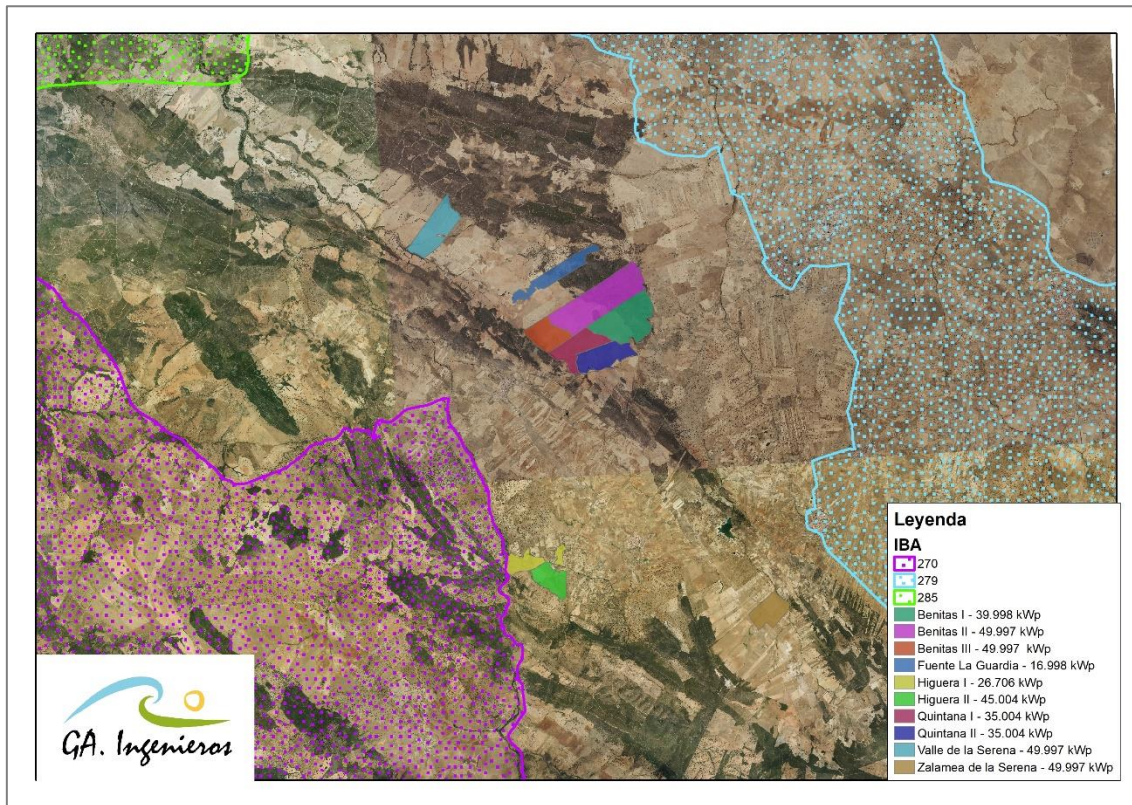 Leyenda
IBA
270
279
285
Benitas I - 39.998 kWp
Benitas II - 49.997 kWp
Benitas III - 49.997 kWp
Fuente La Guardia - 16.998 kWp
Higuera I - 26.706 kWp
Higuera II - 45.004 kWp
Quintana I - 35.004 kWp
Quintana II - 35.004 kWp
Valle de la Serena - 49.997 kWp
Zalamea de la Serena - 49.997 kWp
GA. Ingenieros